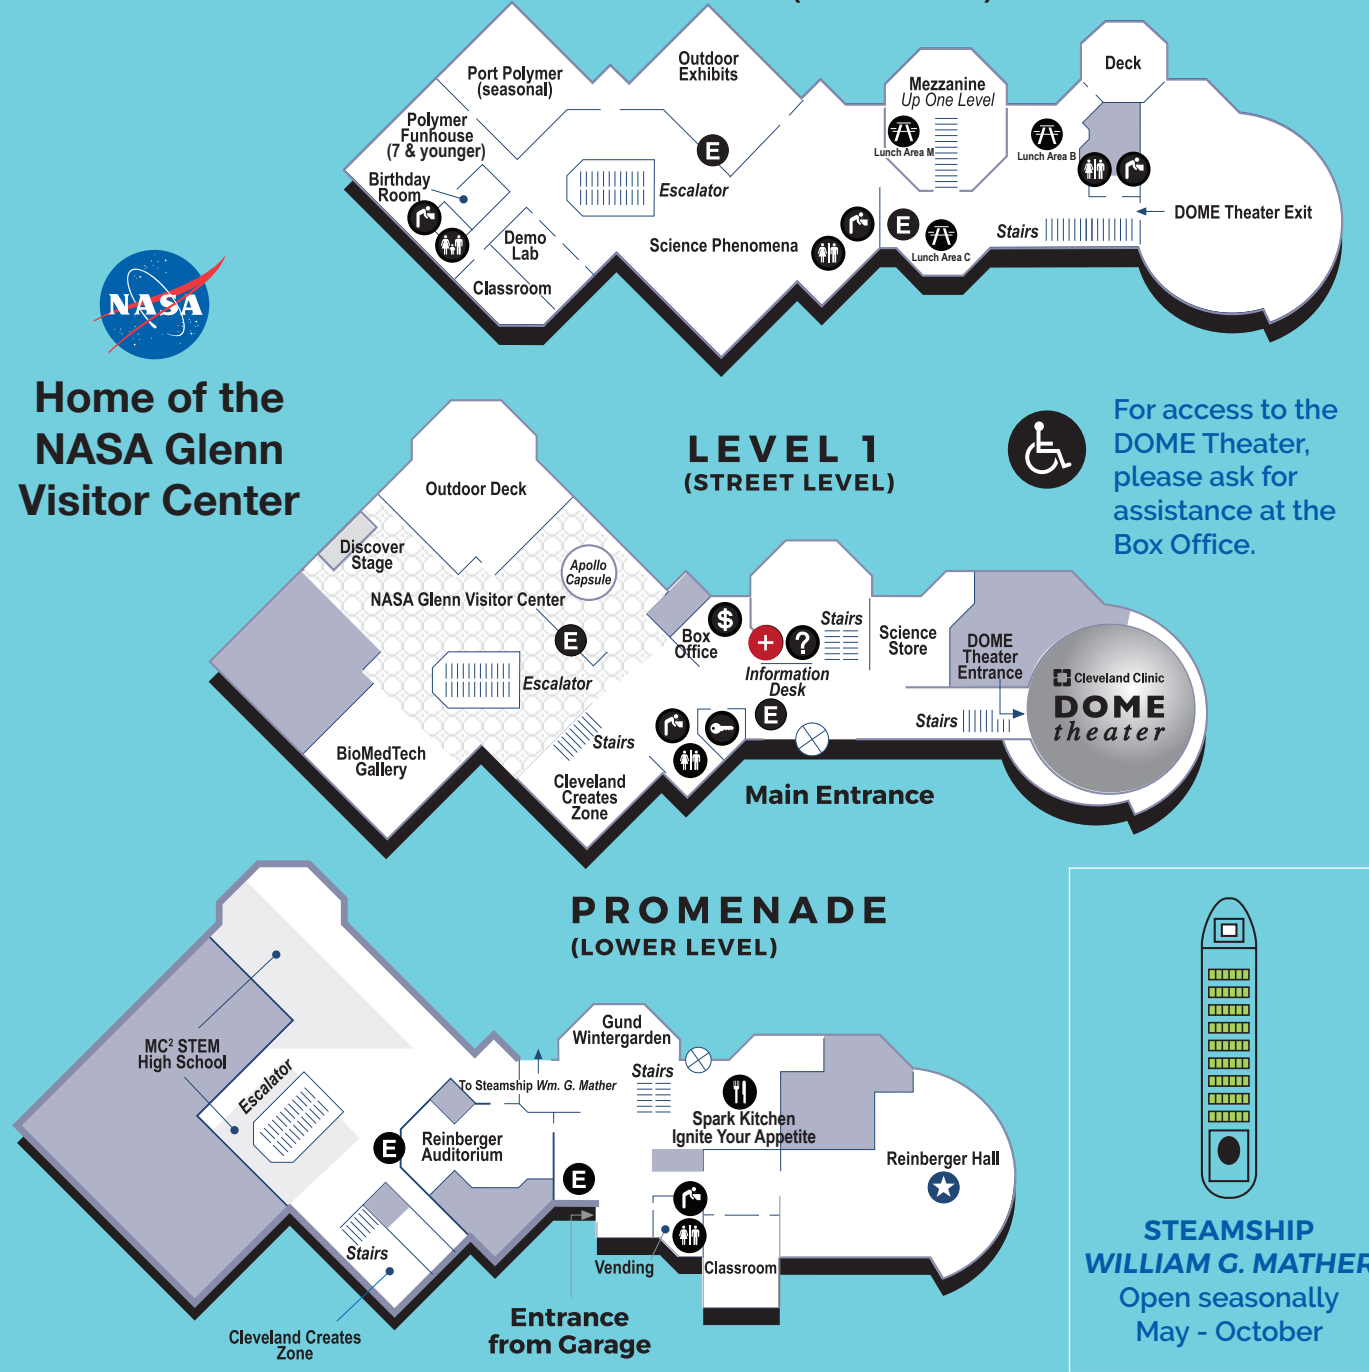 Port Polymer
(seasonal)
Outdoor
Exhibits
Mezzanine
Up One Level
Deck
Polymer
Funhouse
(7 & younger)
E
Lunch Area M
Lunch Area B
Birthday
Room
Escalator
DOME Theater Exit
Demo
Lab
Science Phenomena
E
Stairs
Lunch Area C
Classroom
NASA
Home of the
NASA Glenn
Visitor Center
LEVEL 1
(STREET LEVEL)
For access to the
DOME Theater,
please ask for
assistance at the
Box Office.
Outdoor Deck
Discover
Stage
Apollo
Capsule
NASA Glenn Visitor Center
E
Box
Office
$
+
?
Stairs
Information
Desk
Science
Store
DOME
Theater
Entrance
Cleveland Clinic
DOME
theater
Escalator
E
Stairs
Stairs
BioMedTech
Gallery
Cleveland
Creates
Zone
Main Entrance
PROMENADE
(LOWER LEVEL)
Gund
Wintergarden
MC² STEM
High School
To Steamship Wm. G. Mather
Stairs
Escalator
Spark Kitchen
Ignite Your Appetite
E
Reinberger
Auditorium
E
Reinberger Hall
Stairs
Vending
Classroom
Cleveland Creates
Zone
Entrance
from Garage
STEAMSHIP
WILLIAM G. MATHER
Open seasonally
May - October